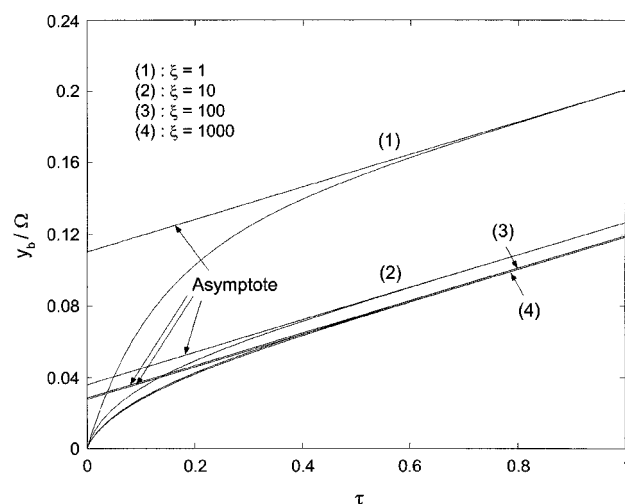 0.24
(1) : ξ = 1
(2) : ξ = 10
(3) : ξ = 100
(4) : ξ = 1000
0.2
0.16
(1)
y_b / Ω
0.12
(3)
Asymptote
(2)
0.08
(4)
0.04
0
0 0.2 0.4 0.6 0.8 1
τ